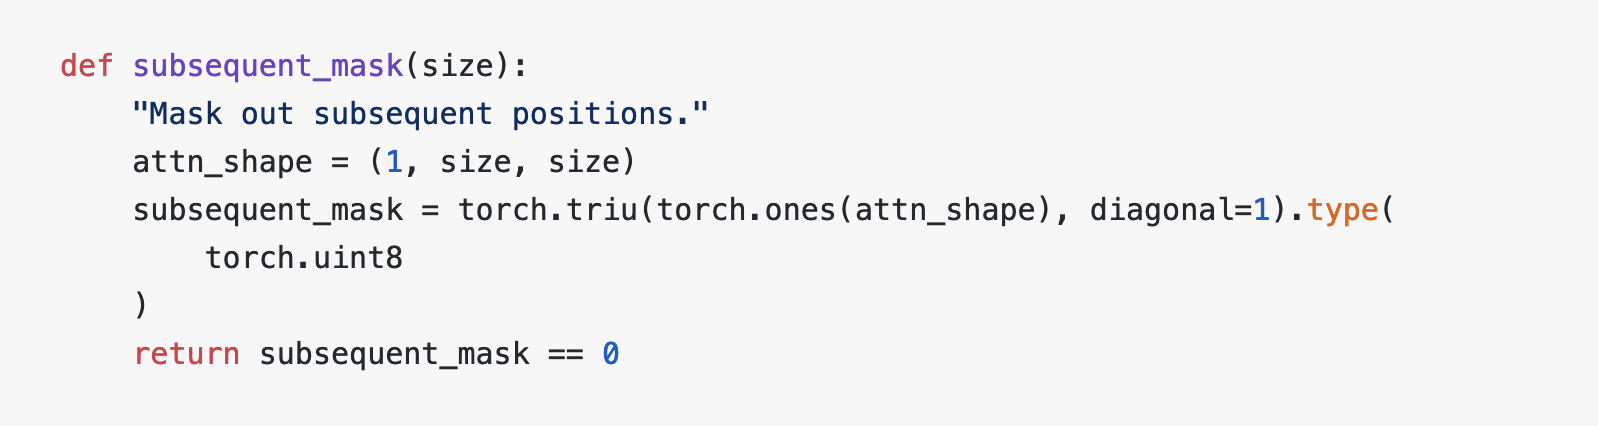 def subsequent_mask(size):
    "Mask out subsequent positions."
    attn_shape = (1, size, size)
    subsequent_mask = torch.triu(torch.ones(attn_shape), diagonal=1).type(
        torch.uint8
    )
    return subsequent_mask == 0